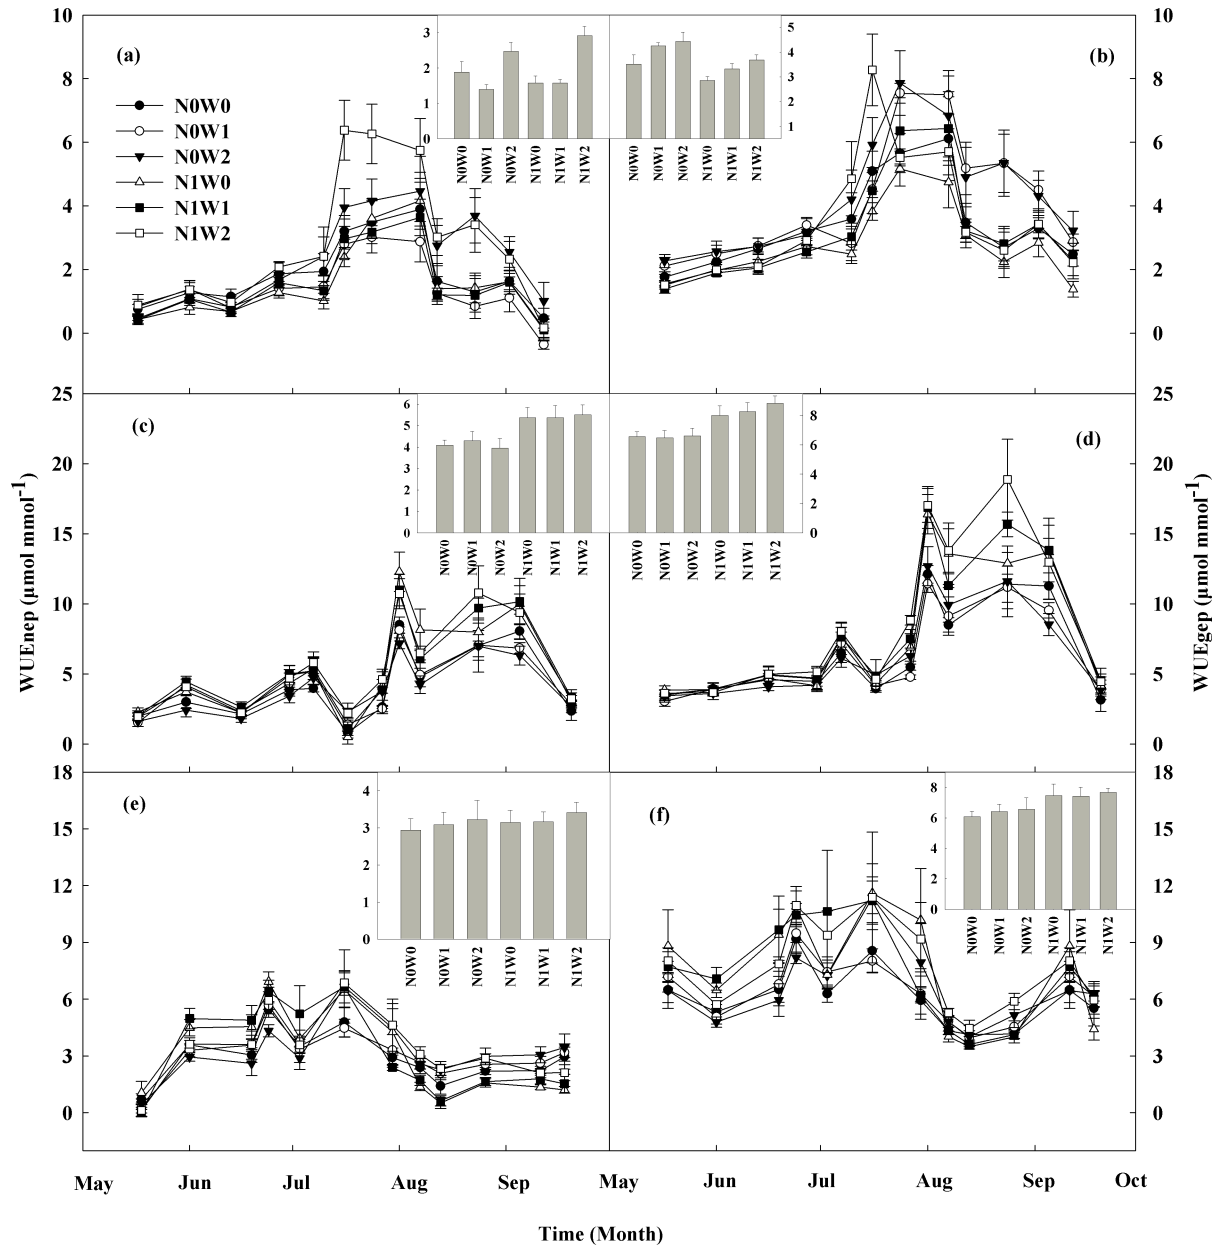 (a)
N0W0
N0W1
N0W2
N1W0
N1W1
N1W2
10
8
6
4
2
0
3
2
1
0
N0W0
N0W1
N0W2
N1W0
N1W1
N1W2
(b)
5
4
3
2
1
N0W0
N0W1
N0W2
N1W0
N1W1
N1W2
10
8
6
4
2
0
(c)
25
20
15
10
5
0
6
5
4
3
2
1
0
N0W0
N0W1
N0W2
N1W0
N1W1
N1W2
(d)
8
6
4
2
0
N0W0
N0W1
N0W2
N1W0
N1W1
N1W2
25
20
15
10
5
0
WUEnep (µmol mmol-1)
WUEgep (µmol mmol-1)
(e)
18
15
12
9
6
3
0
4
3
3
1
0
N0W0
N0W1
N0W2
N1W0
N1W1
N1W2
(f)
8
6
4
2
0
N0W0
N0W1
N0W2
N1W0
N1W1
N1W2
18
15
12
9
6
3
0
May Jun Jul Aug Sep May Jun Jul Aug Sep Oct
Time (Month)